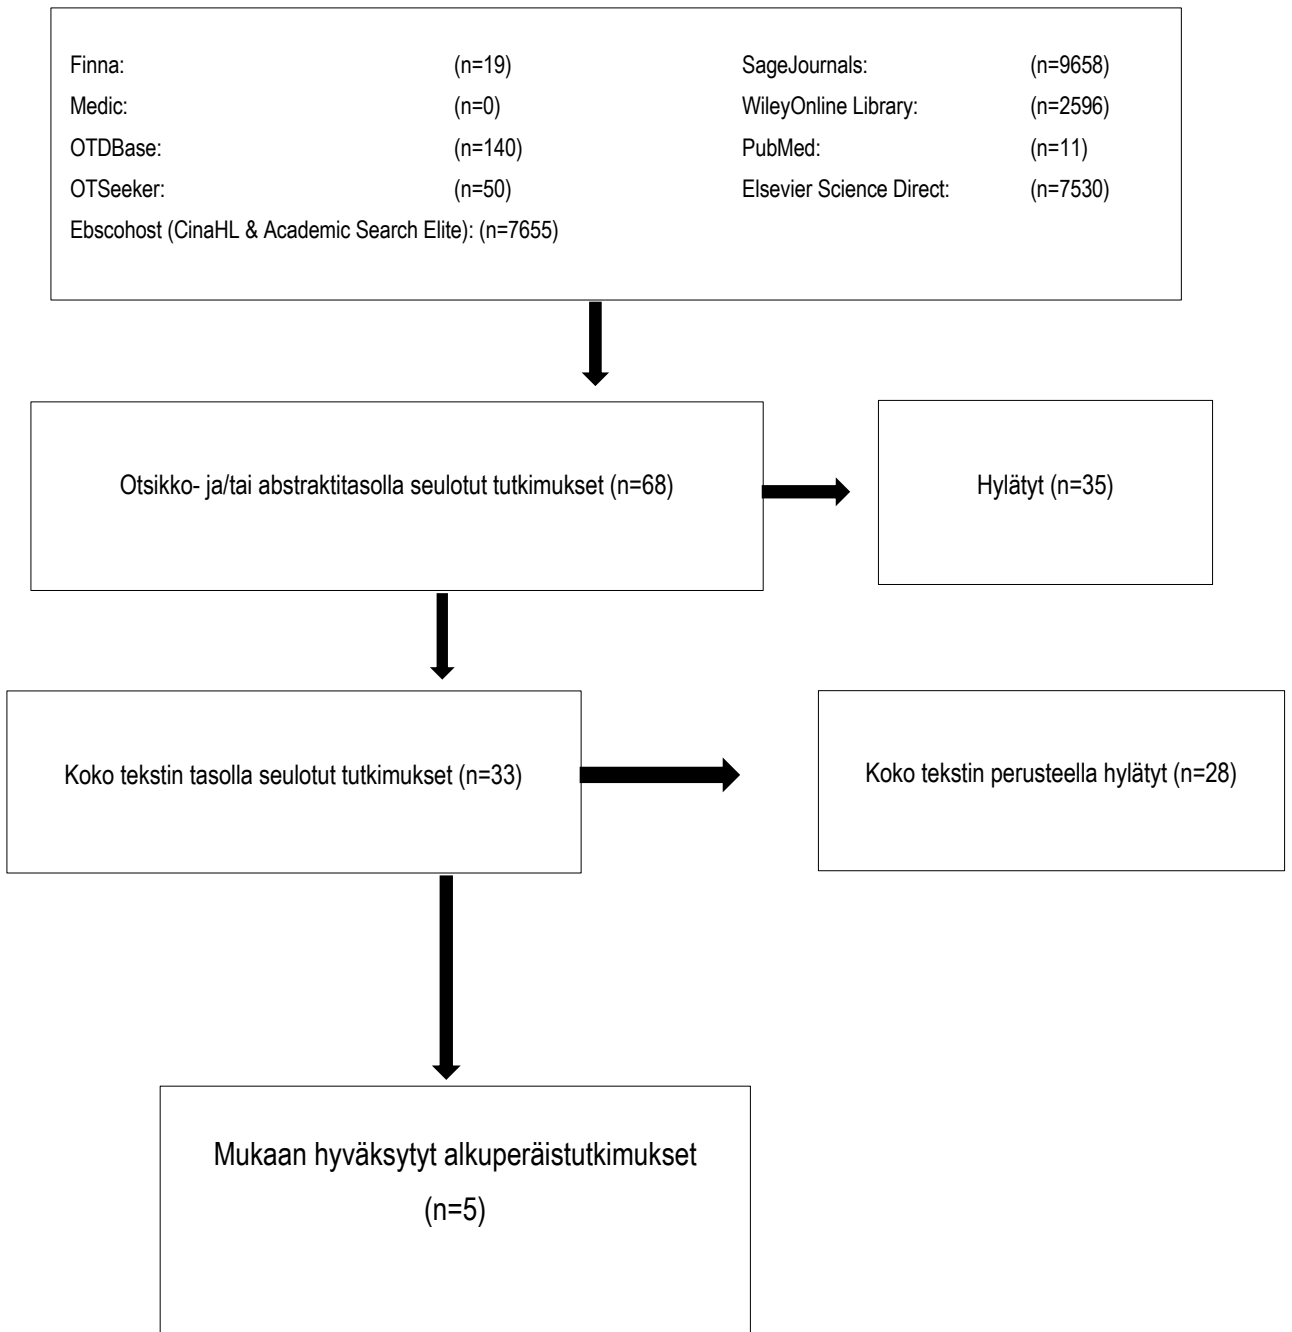 Finna: (n=19) SageJournals: (n=9658)
Medic: (n=0) WileyOnline Library: (n=2596)
OTDBase: (n=140) PubMed: (n=11)
OTSeeker: (n=50) Elsevier Science Direct: (n=7530)
Ebscohost (CinaHL & Academic Search Elite): (n=7655)
Otsikko- ja/tai abstraktitasolla seulotut tutkimukset (n=68)
Hylätyt (n=35)
Koko tekstin tasolla seulotut tutkimukset (n=33)
Koko tekstin perusteella hylätyt (n=28)
Mukaan hyväksytyt alkuperäistutkimukset
(n=5)